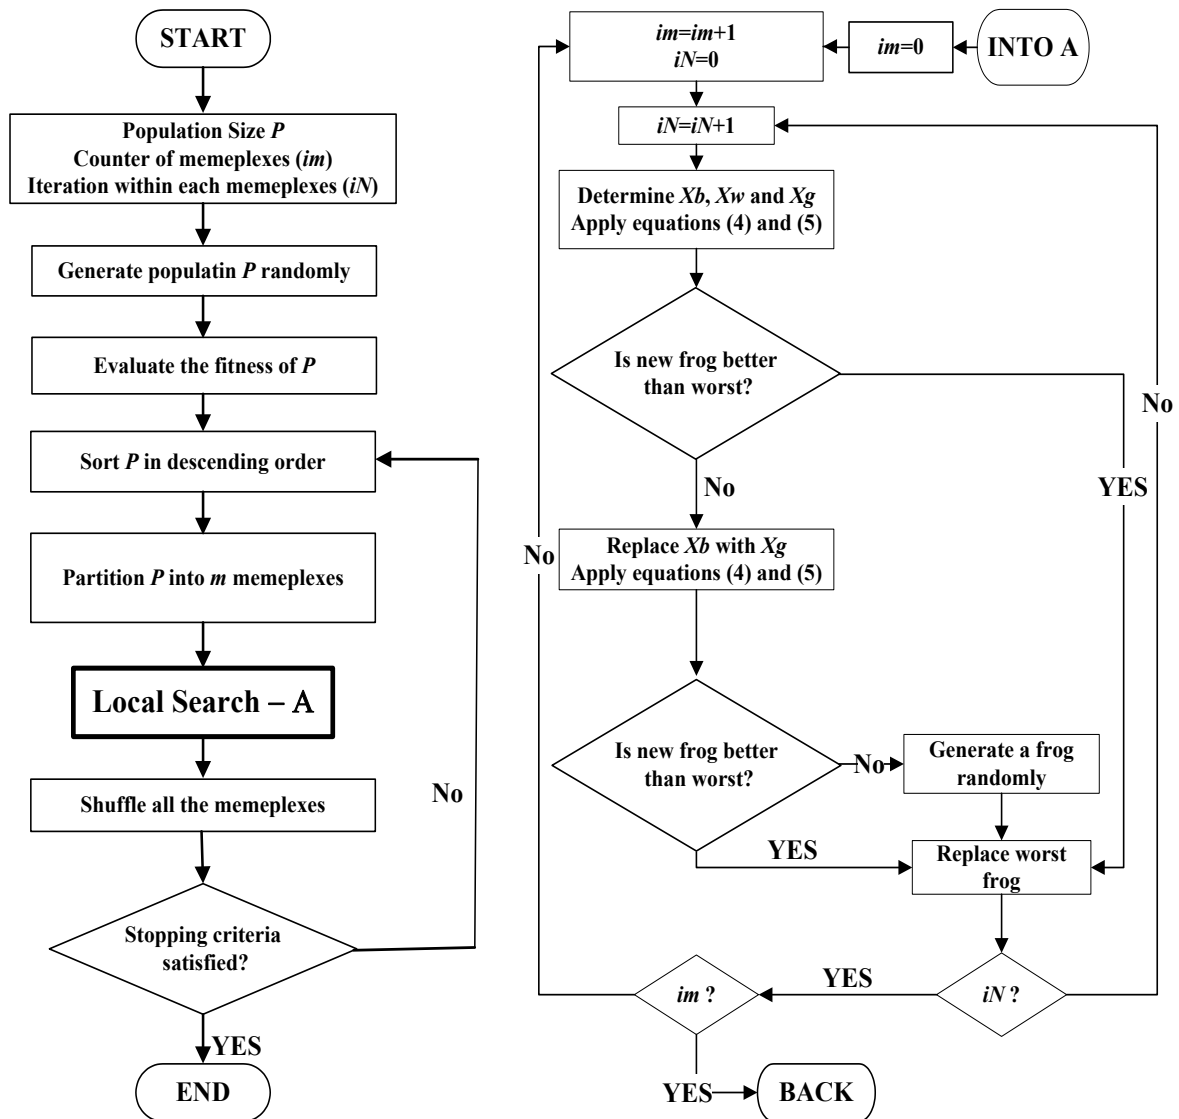 START
Population Size P
Counter of memeplexes (im)
Iteration within each memeplexes (iN)
Generate populatin P randomly
Evaluate the fitness of P
Sort P in descending order
Partition P into m memeplexes
Local Search – A
Shuffle all the memeplexes
No
Stopping criteria
satisfied?
YES
END
INTO A
im=0
im=im+1
iN=0
iN=iN+1
Determine Xb, Xw and Xg
Apply equations (4) and (5)
Is new frog better
than worst?
No
YES
Replace Xb with Xg
Apply equations (4) and (5)
Is new frog better
than worst?
No
Generate a frog
randomly
YES
Replace worst
frog
iN ?
No
YES
im ?
No
YES
BACK